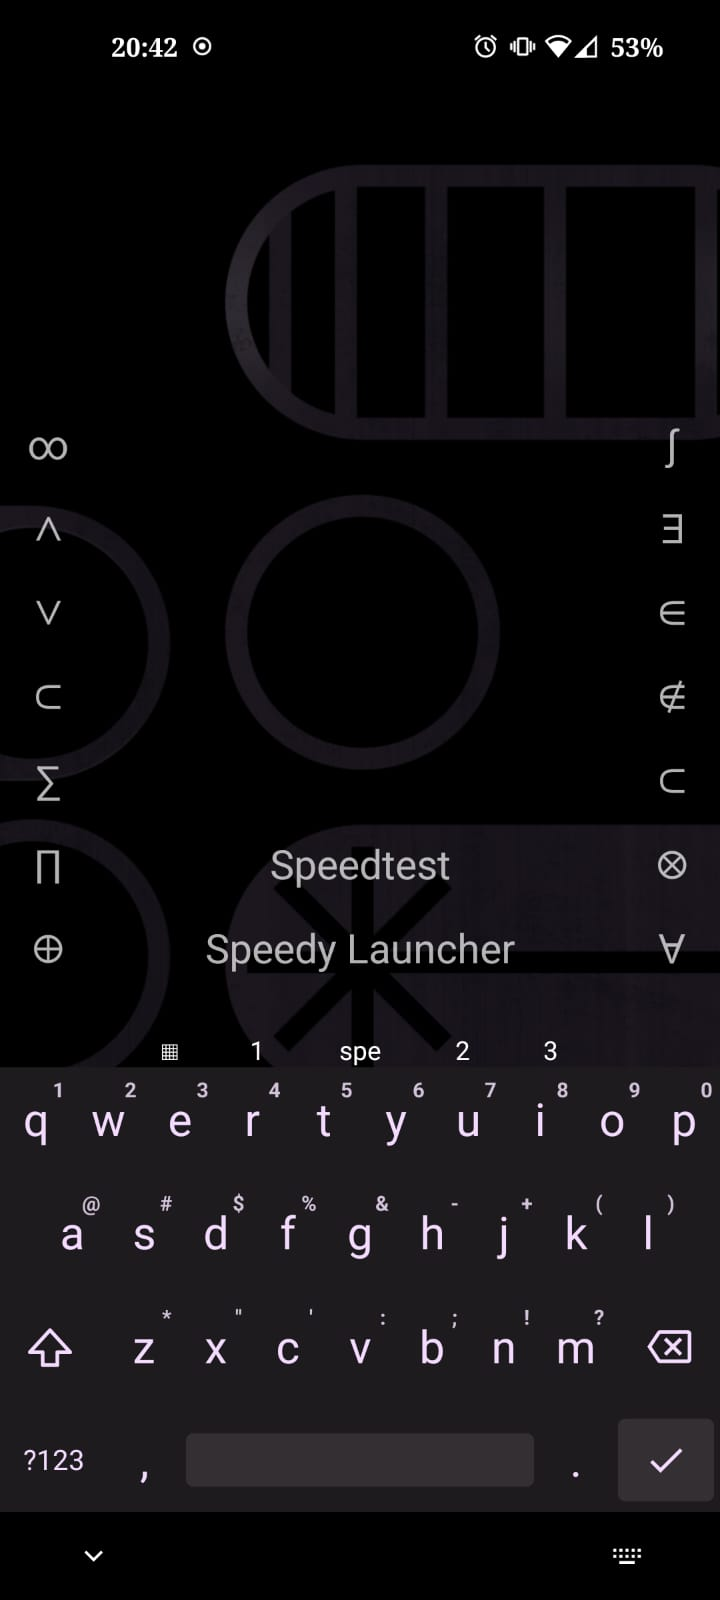 20:42 53%
∞ ∫
∧ ∃
∨ ∈
⊂ ∉
∑ ⊂
∏ Speedtest ⊗
⊕ Speedy Launcher ∀
▦ 1 spe 2 3
1 2 3 4 5 6 7 8 9 0
q w e r t y u i o p
@ # $ % & - + ( )
a s d f g h j k l
* " ' : ; ! ?
z x c v b n m
?123 , .